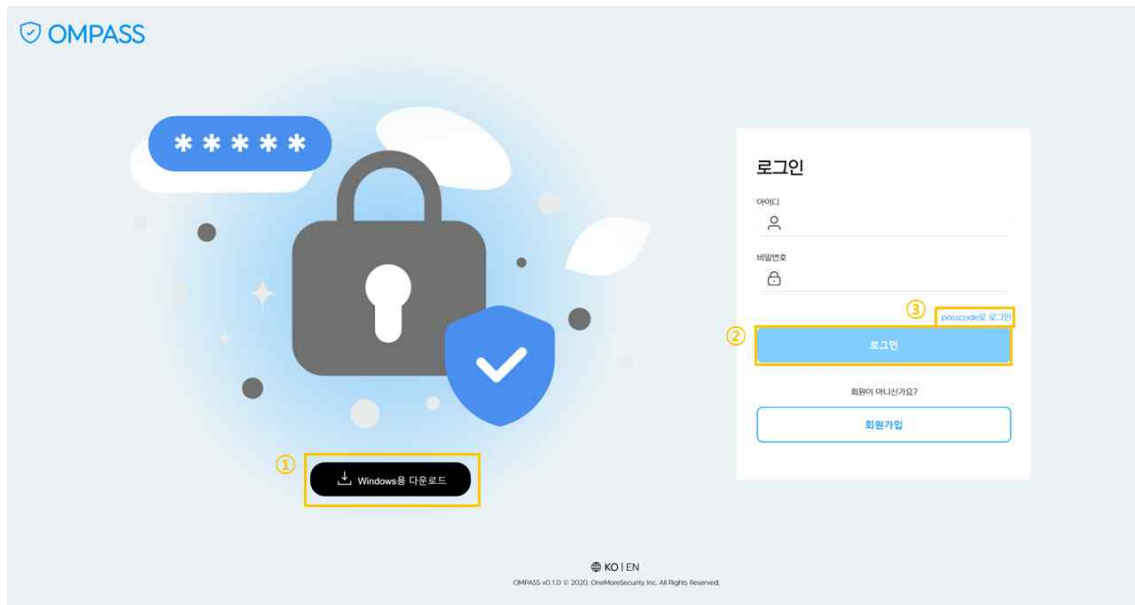 OMPASS
*****
로그인
아이디
비밀번호
③
passcode로 로그인
②
로그인
회원이 아니신가요?
회원가입
①
Windows용 다운로드
KO | EN
OMPASS v0.1.0 © 2020. OneMoreSecurity Inc. All Rights Reserved.